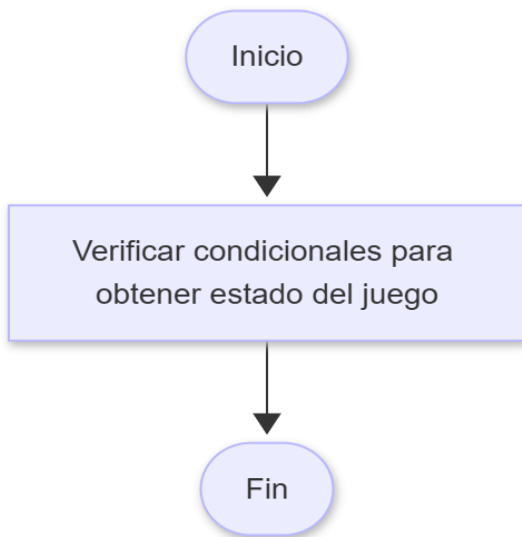 Inicio
Verificar condicionales para
obtener estado del juego
Fin